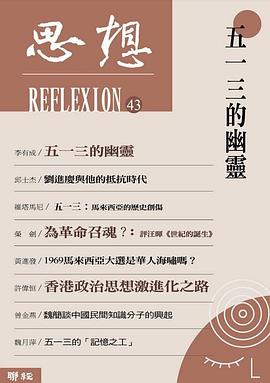 思想
REFLEXION 43
五一三的幽靈
李有成/五一三的幽靈
邱士杰/劉進慶與他的抵抗時代
羅塔馬尼/五一三：馬來西亞的歷史創傷
榮 劍/為革命召魂？：評汪暉《世紀的誕生》
黃進發/1969馬來西亞大選是華人海嘯嗎？
許偉恒/香港政治思想激進化之路
曾金燕/魏簡談中國民間知識分子的興起
魏月萍/五一三的「記憶之工」
聯經